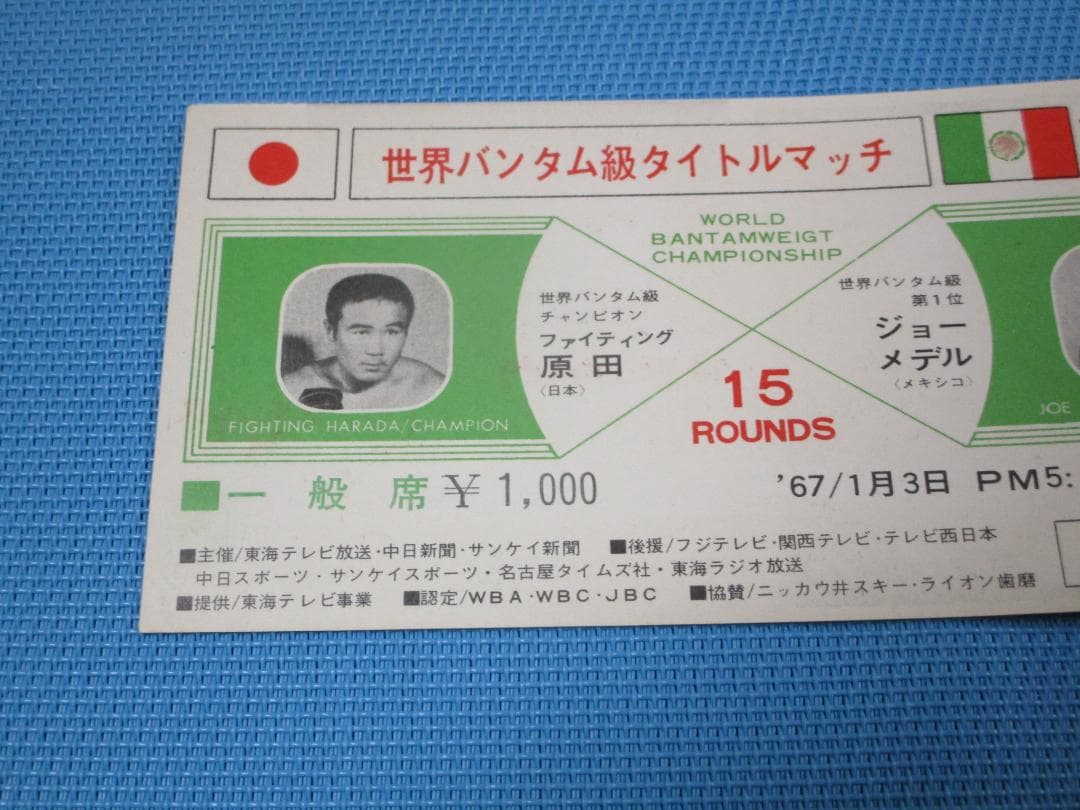 世界バンタム級タイトルマッチ
WORLD
BANTAMWEIGT
CHAMPIONSHIP
世界バンタム級
チャンピオン
ファイティング
原田
〈日本〉
世界バンタム級
第1位
ジョー
メデル
〈メキシコ〉
15
ROUNDS
FIGHTING HARADA/CHAMPION
JOE
■一般席 ¥1,000
'67/1月3日 PM5:
■主催/東海テレビ放送・中日新聞・サンケイ新聞 ■後援/フジテレビ・関西テレビ・テレビ西日本
中日スポーツ・サンケイスポーツ・名古屋タイムズ社・東海ラジオ放送
■提供/東海テレビ事業 ■認定/WBA・WBC・JBC ■協賛/ニッカウ井スキー・ライオン歯磨